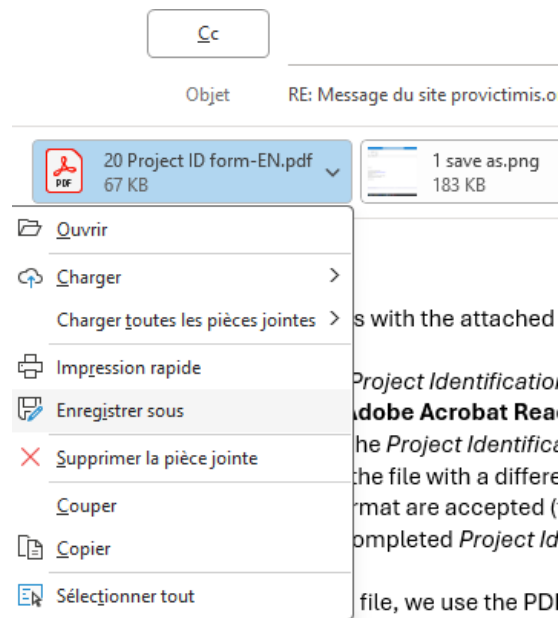 Cc
Objet RE: Message du site provictimis.o
20 Project ID form-EN.pdf
67 KB
1 save as.png
183 KB
PDF
Ouvrir
Charger
Charger toutes les pièces jointes
s with the attached
Impression rapide
Project Identification
Enregistrer sous
Adobe Acrobat Rea
he Project Identifica
Supprimer la pièce jointe
the file with a differe
Couper
rmat are accepted (
Copier
ompleted Project Id
Sélectionner tout
file, we use the PD